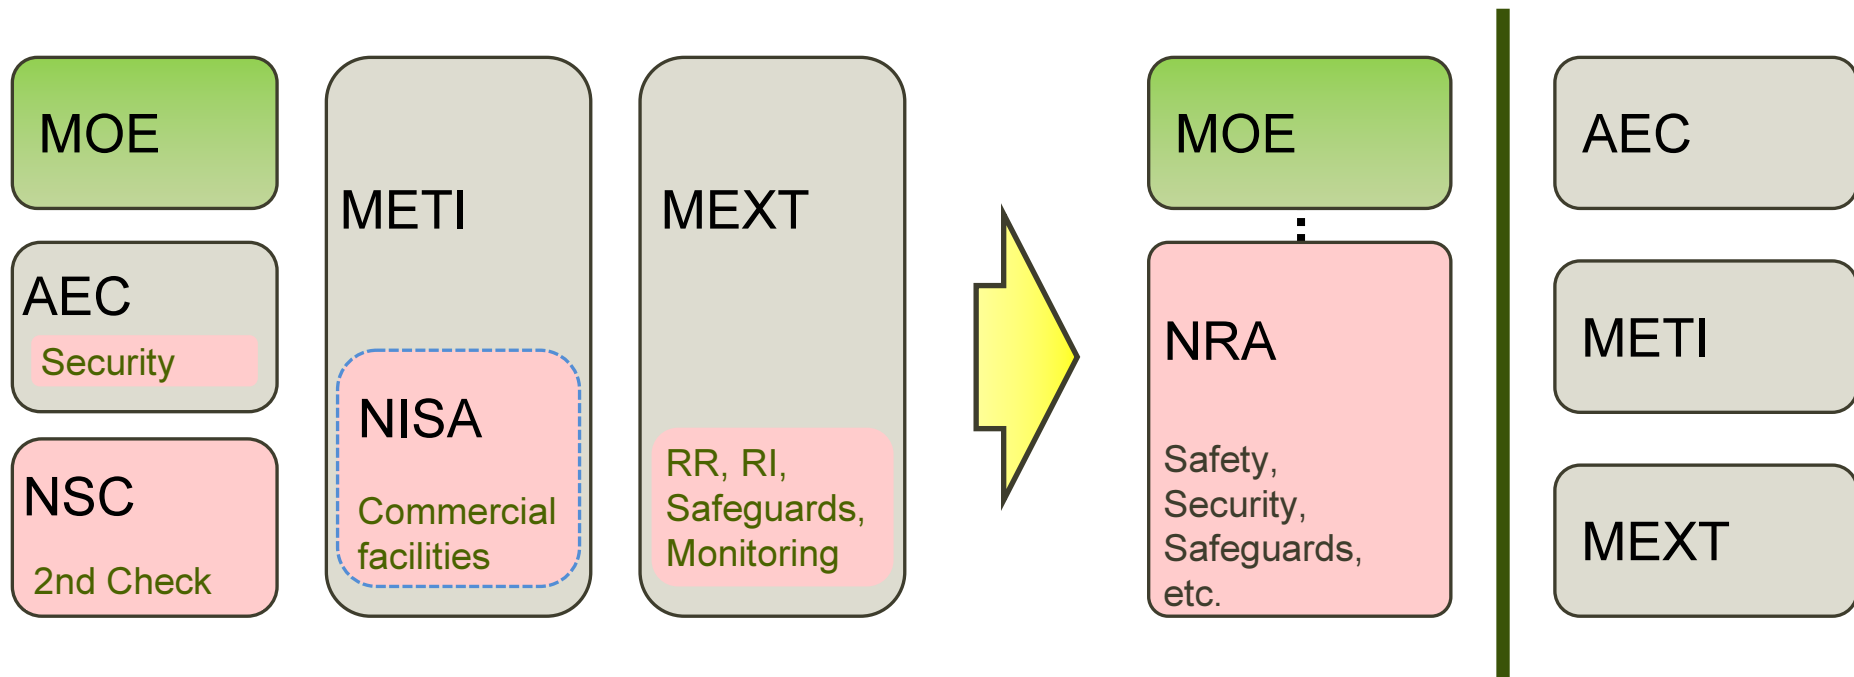 MOE
AEC
Security
NSC
2nd Check
METI
NISA
Commercial
facilities
MEXT
RR, RI,
Safeguards,
Monitoring
MOE
NRA
Safety,
Security,
Safeguards,
etc.
AEC
METI
MEXT